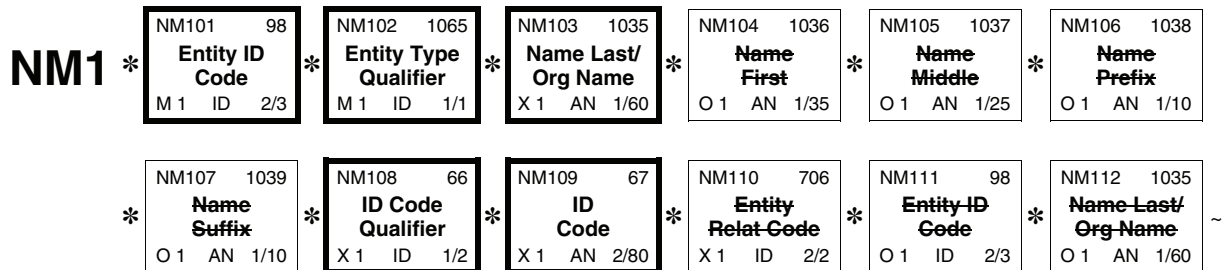 NM101 98 NM102 1065 NM103 1035 NM104 1036 NM105 1037 NM106 1038
NM1 * Entity ID * Entity Type * Name Last/ * Name * Name * Name
Code Qualifier Org Name First Middle Prefix
M 1 ID 2/3 M 1 ID 1/1 X 1 AN 1/60 O 1 AN 1/35 O 1 AN 1/25 O 1 AN 1/10
NM107 1039 NM108 66 NM109 67 NM110 706 NM111 98 NM112 1035
* Name * ID Code * ID * Entity * Entity ID * Name Last/ ~
Suffix Qualifier Code Relat Code Code Org Name
O 1 AN 1/10 X 1 ID 1/2 X 1 AN 2/80 X 1 ID 2/2 O 1 ID 2/3 O 1 AN 1/60